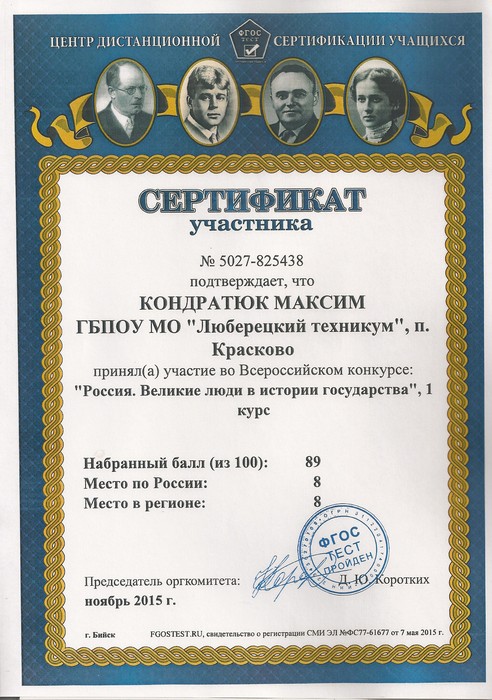 ЦЕНТР ДИСТАНЦИОННОЙ ФГОС ТЕСТ СЕРТИФИКАЦИИ УЧАЩИХСЯ
СЕРТИФИКАТ
участника
№ 5027-825438
подтверждает, что
КОНДРАТЮК МАКСИМ
ГБПОУ МО "Люберецкий техникум", п.
Красково
принял(а) участие во Всероссийском конкурсе:
"Россия. Великие люди в истории государства", 1
курс
Набранный балл (из 100): 89
Место по России: 8
Место в регионе: 8
ФГОС
ТЕСТ
ПРОЙДЕН
Председатель оргкомитета: Д. Ю. Коротких
ноябрь 2015 г.
г. Бийск FGOSTEST.RU, свидетельство о регистрации СМИ ЭЛ №ФС77-61677 от 7 мая 2015 г.